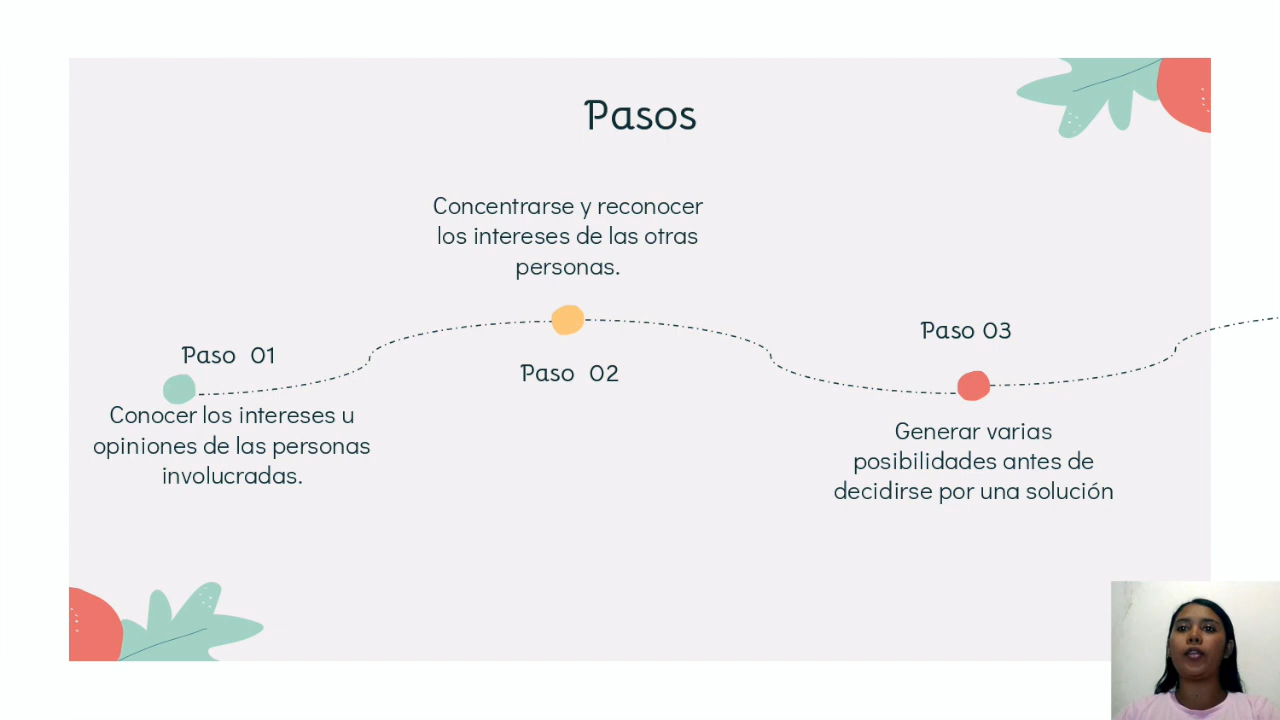 Pasos
Paso 01
Conocer los intereses u
opiniones de las personas
involucradas.
Concentrarse y reconocer
los intereses de las otras
personas.
Paso 02
Paso 03
Generar varias
posibilidades antes de
decidirse por una solución